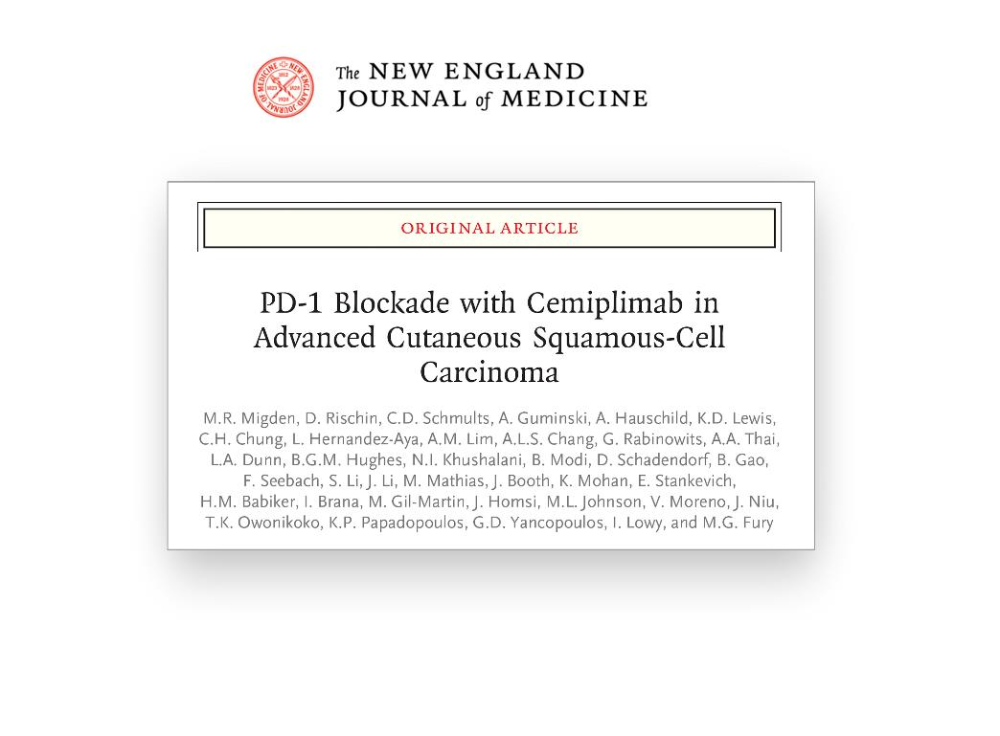 The NEW ENGLAND
JOURNAL of MEDICINE
ORIGINAL ARTICLE
PD-1 Blockade with Cemiplimab in
Advanced Cutaneous Squamous-Cell
Carcinoma
M.R. Migden, D. Rischin, C.D. Schmults, A. Guminski, A. Hauschild, K.D. Lewis,
C.H. Chung, L. Hernandez-Aya, A.M. Lim, A.L.S. Chang, G. Rabinowits, A.A. Thai,
L.A. Dunn, B.G.M. Hughes, N.I. Khushalani, B. Modi, D. Schadendorf, B. Gao,
F. Seebach, S. Li, J. Li, M. Mathias, J. Booth, K. Mohan, E. Stankevich,
H.M. Babiker, I. Brana, M. Gil-Martin, J. Homsi, M.L. Johnson, V. Moreno, J. Niu,
T.K. Owonikoko, K.P. Papadopoulos, G.D. Yancopoulos, I. Lowy, and M.G. Fury